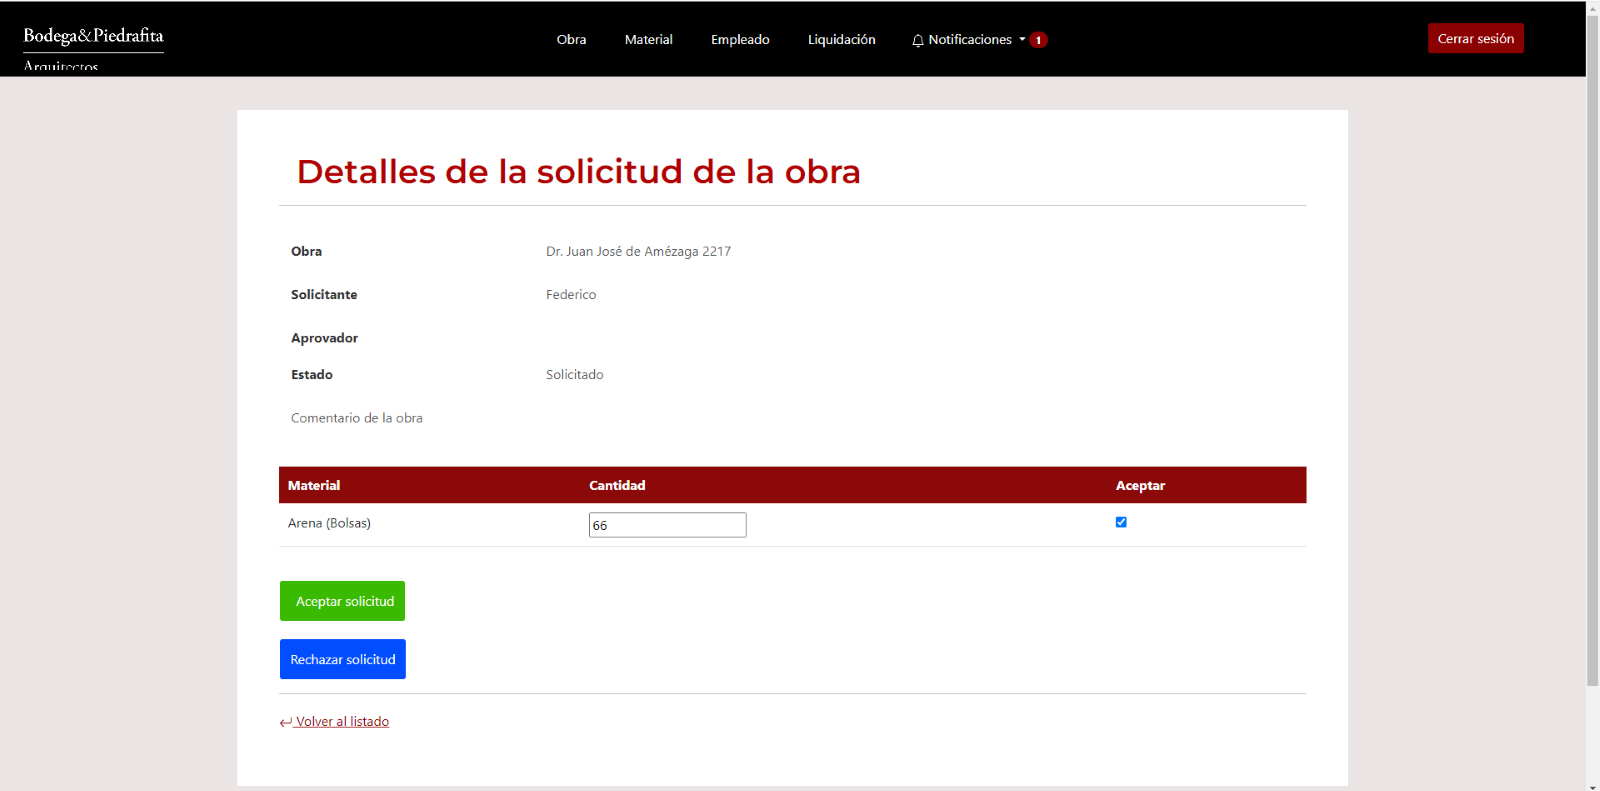 Bodega&Piedrafita
Arquitectos
Obra Material Empleado Liquidación Notificaciones 1 Cerrar sesión
Detalles de la solicitud de la obra
Obra Dr. Juan José de Amézaga 2217
Solicitante Federico
Aprovador
Estado Solicitado
Comentario de la obra
Material Cantidad Aceptar
Arena (Bolsas) 66
Aceptar solicitud
Rechazar solicitud
Volver al listado